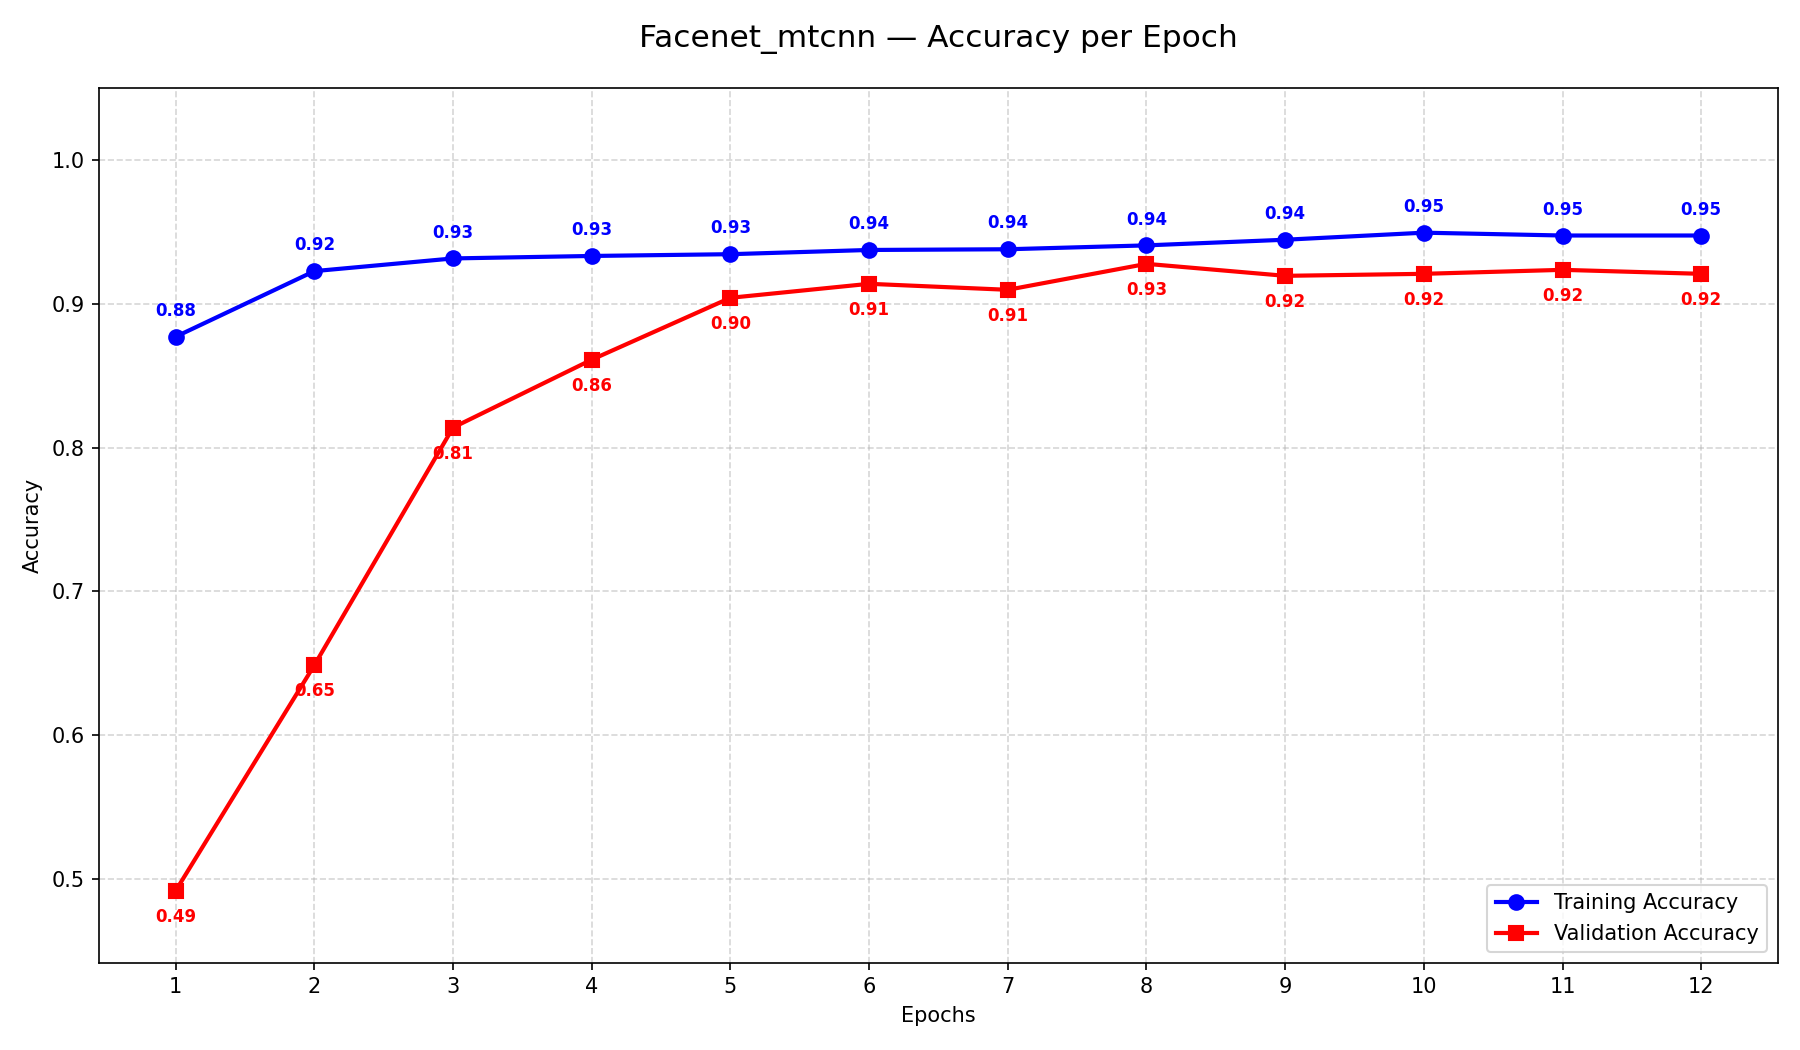 Facenet_mtcnn — Accuracy per Epoch
Accuracy
1.0
0.9
0.8
0.7
0.6
0.5
0.88 0.92 0.93 0.93 0.93 0.94 0.94 0.94 0.94 0.95 0.95 0.95
0.49 0.65 0.81 0.86 0.90 0.91 0.91 0.93 0.92 0.92 0.92 0.92
Training Accuracy
Validation Accuracy
1 2 3 4 5 6 7 8 9 10 11 12
Epochs